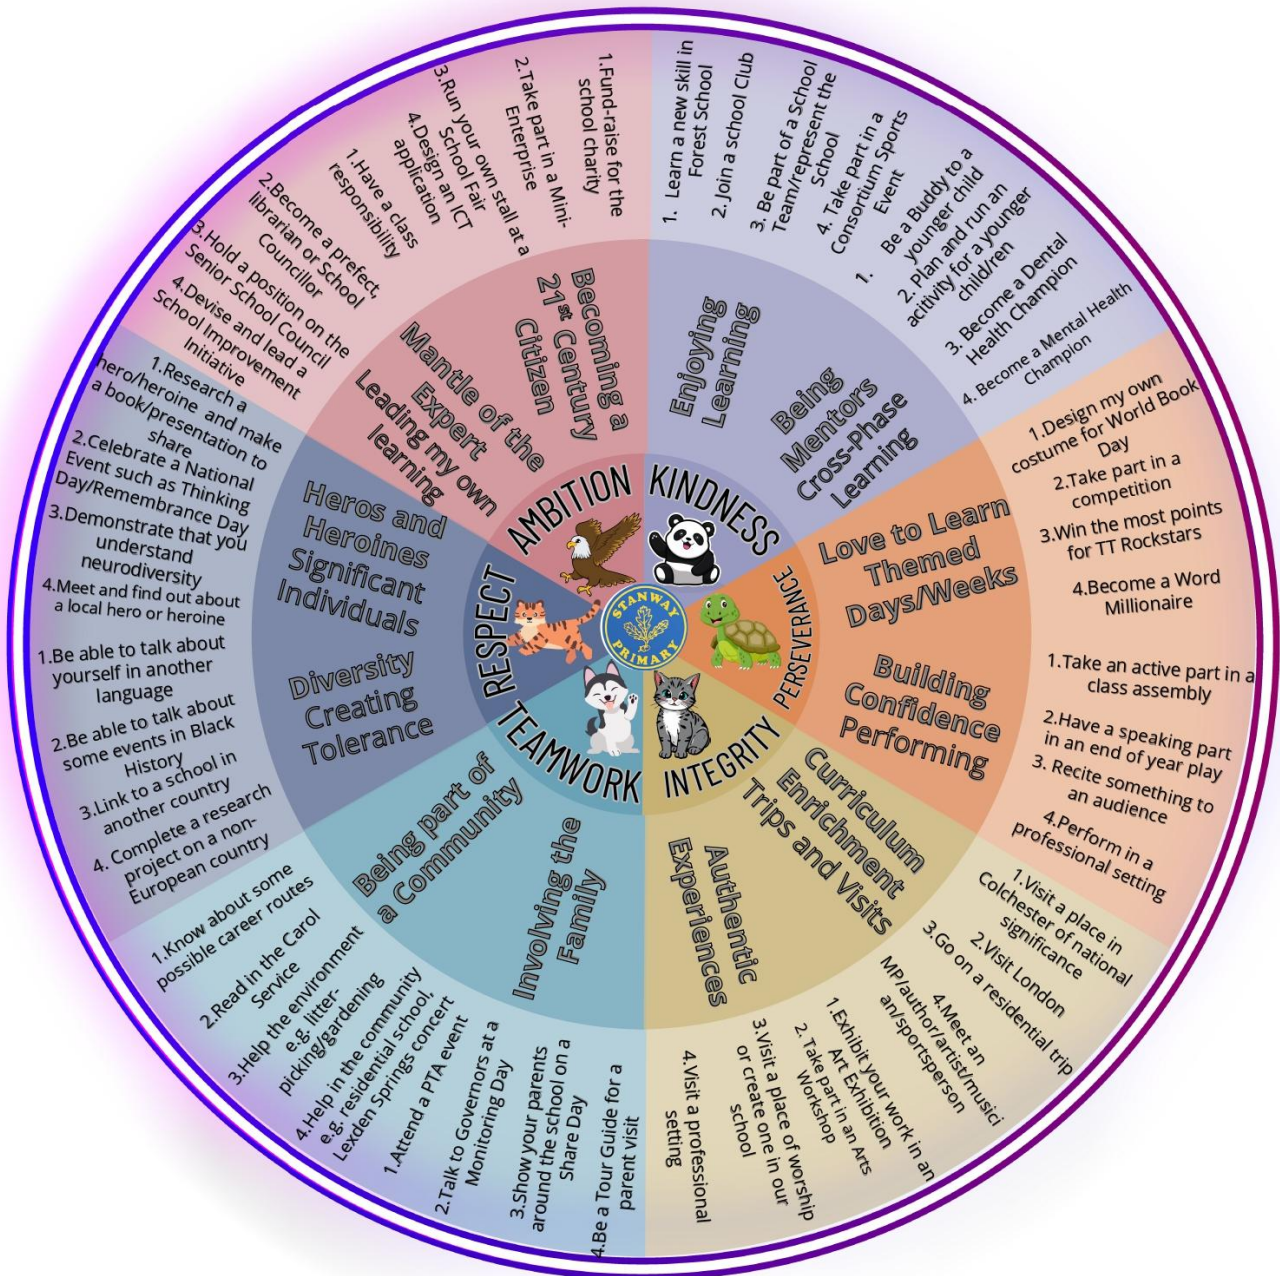 STANWAY
PRIMARY
KINDNESS
Enjoying
Learning
1. Learn a new skill in
Forest School
2. Join a school Club
3. Be part of a School
Team/represent the
School
4. Take part in a
Consortium Sports
Event
Being
Mentors
Cross-Phase
Learning
1. Be a Buddy to a
younger child
2. Plan and run an
acitivity for a younger
child/ren
3. Become a Dental
Health Champion
4. Become a Mental Health
Champion
PERSEVERANCE
Love to Learn
Themed
Days/Weeks
1.Design my own
costume for World Book
Day
2.Take part in a
competition
3.Win the most points
for TT Rockstars
4.Become a Word
Millionaire
Building
Confidence
Performing
1.Take an active part in a
class assembly
2.Have a speaking part
in an end of year play
3. Recite something to
an audience
4.Perform in a
professional setting
INTEGRITY
Curriculum
Enrichment
Trips and Visits
1.Visit a place in
Colchester of national
significance
2.Visit London
3.Go on a residential trip
4.Meet an
MP/author/artist/musici
an/sportsperson
Authentic
Experiences
1.Exhibit your work in an
Art Exhibition
2. Take part in an Arts
Workshop
3.Visit a place of worship
or create one in our
school
4.Visit a professional
setting
TEAMWORK
Involving the
Family
1.Attend a PTA event
2.Talk to Governors at a
Monitoring Day
3.Show your parents
around the school on a
Share Day
4.Be a Tour Guide for a
parent visit
Being part of
a Community
1.Know about some
possible career routes
2.Read in the Carol
Service
3.Help the environment
e.g. litter-
picking/gardening
4.Help in the community
e.g. residential school,
Lexden Springs concert
RESPECT
Diversity
Creating
Tolerance
1.Be able to talk about
yourself in another
language
2.Be able to talk about
some events in Black
History
3.Link to a school in
another country
4. Complete a research
project on a non-
European country
Heros and
Heroines
Significant
Individuals
1.Research a
hero/heroine and make
a book/presentation to
share
2.Celebrate a National
Event such as Thinking
Day/Remembrance Day
3.Demonstrate that you
understand
neurodiversity
4.Meet and find out about
a local hero or heroine
AMBITION
Mantle of the
Expert
Leading my own
learning
1.Have a class
responsibility
2.Become a prefect,
librarian or School
Councillor
3.Hold a position on the
Senior School Council
4.Devise and lead a
School Improvement
Initiative
Becoming a
21st Century
Citizen
1.Fund-raise for the
school charity
2.Take part in a Mini-
Enterprise
3.Run your own stall at a
School Fair
4.Design an ICT
application